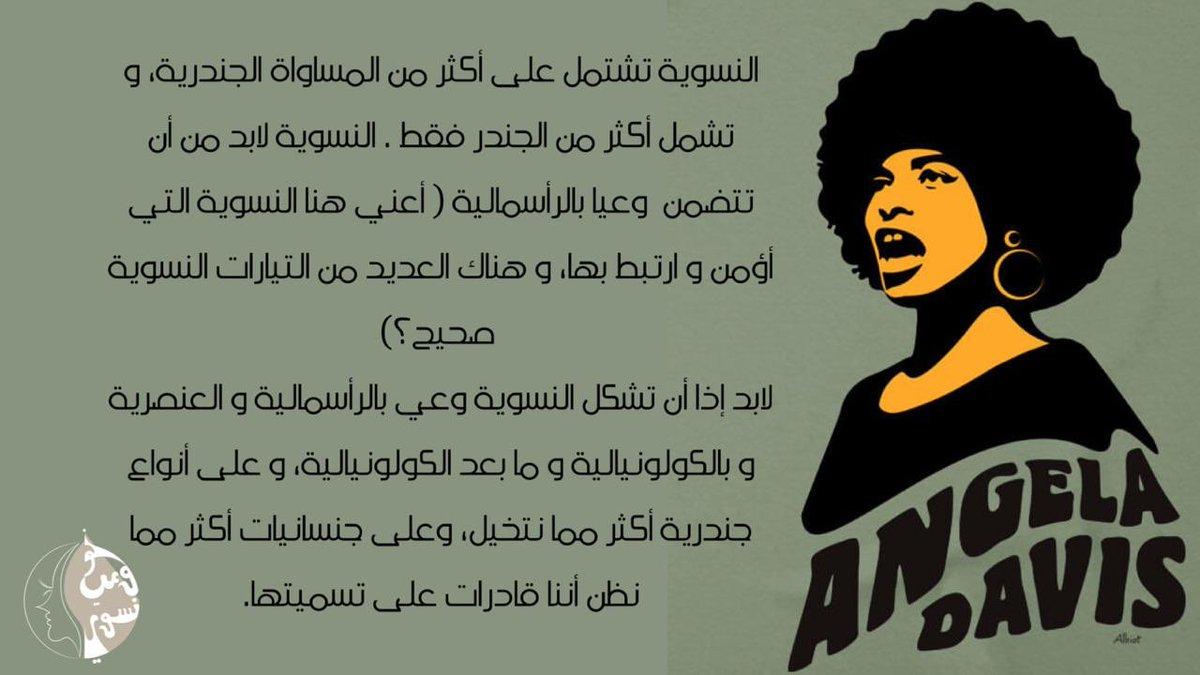 النسوية تشتمل على أكثر من المساواة الجندرية، و
تشمل أكثر من الجندر فقط . النسوية لابد من أن
تتضمن وعيا بالرأسمالية ( أعني هنا النسوية التي
أؤمن و ارتبط بها، و هناك العديد من التيارات النسوية
صحيح؟)
لابد إذا أن تشكل النسوية وعي بالرأسمالية و العنصرية
و بالكولونيالية و ما بعد الكولونيالية، و على أنواع
جندرية أكثر مما نتخيل، وعلى جنسانيات أكثر مما
نظن أننا قادرات على تسميتها.
ANGELA
DAVIS
نحو
وعي
نسوي